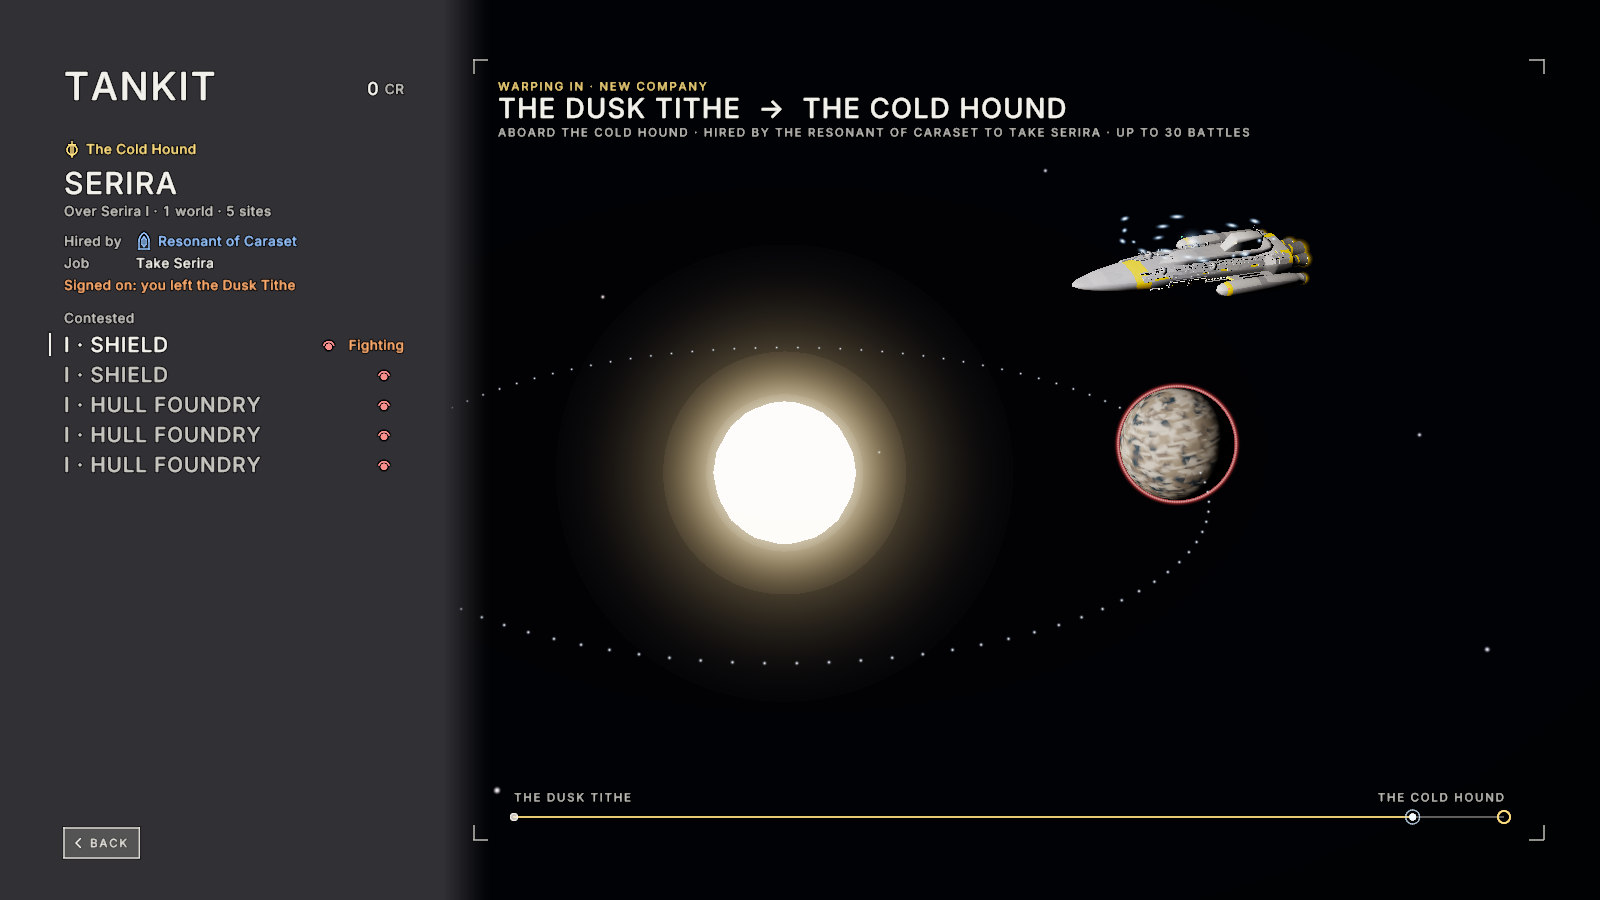 TANKIT
0 CR
The Cold Hound
SERIRA
Over Serira I · 1 world · 5 sites
Hired by Resonant of Caraset
Job Take Serira
Signed on: you left the Dusk Tithe
Contested
I · SHIELD Fighting
I · SHIELD
I · HULL FOUNDRY
I · HULL FOUNDRY
I · HULL FOUNDRY
BACK
WARPING IN · NEW COMPANY
THE DUSK TITHE → THE COLD HOUND
ABOARD THE COLD HOUND · HIRED BY THE RESONANT OF CARASET TO TAKE SERIRA · UP TO 30 BATTLES
THE DUSK TITHE
THE COLD HOUND